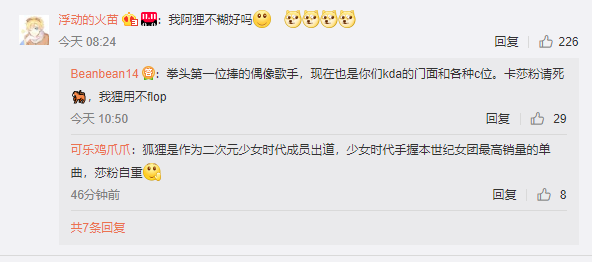 浮动的火苗 11.11：我阿狸不糊好吗
今天 08:24 回复 226
Beanbean14：拳头第一位捧的偶像歌手，现在也是你们kda的门面和各种c位。卡莎粉请死
，我狸用不flop
今天 10:50 回复 29
可乐鸡爪爪：狐狸是作为二次元少女时代成员出道，少女时代手握本世纪女团最高销量的单
曲，莎粉自重
46分钟前 回复 8
共7条回复